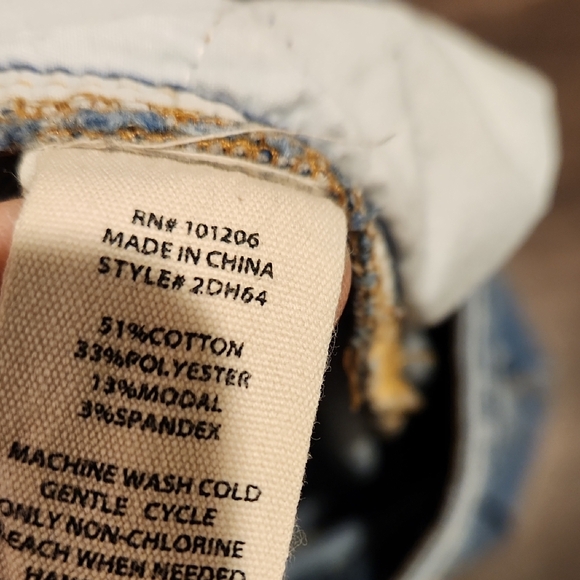 RN# 101206
MADE IN CHINA
STYLE# 2DH64
51%COTTON
33%POLYESTER
13%MODAL
3%SPANDEX
MACHINE WASH COLD
GENTLE CYCLE
ONLY NON-CHLORINE
LEACH WHEN NEEDED